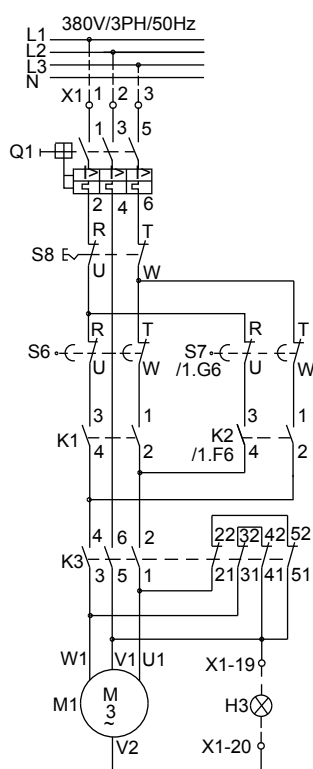 380V/3PH/50Hz
L1
L2
L3
N
X1 1 2 3
1 3 5
Q1
2 4 6
R T
S8
U W
R T R T
S6 S7
U W /1.G6 U W
3 1 3 1
K1 K2
4 2 /1.F6 4 2
4 6 2 22 32 42 52
K3
3 5 1 21 31 41 51
W1 V1 U1 X1-19
M1 M 3 ~ H3
V2 X1-20